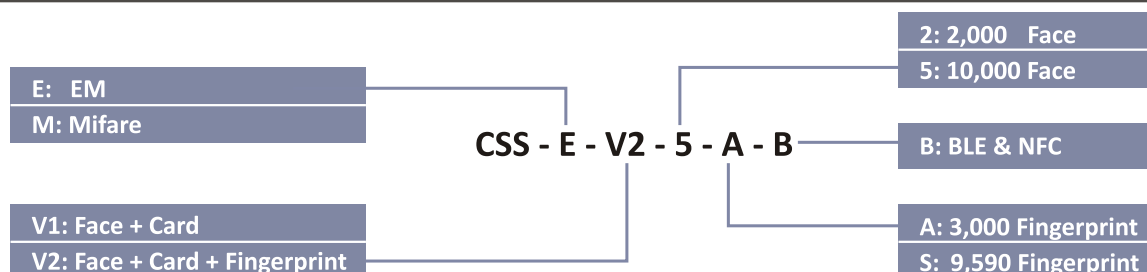 E: EM
M: Mifare
V1: Face + Card
V2: Face + Card + Fingerprint
CSS - E - V2 - 5 - A - B
2: 2,000 Face
5: 10,000 Face
B: BLE & NFC
A: 3,000 Fingerprint
S: 9,590 Fingerprint